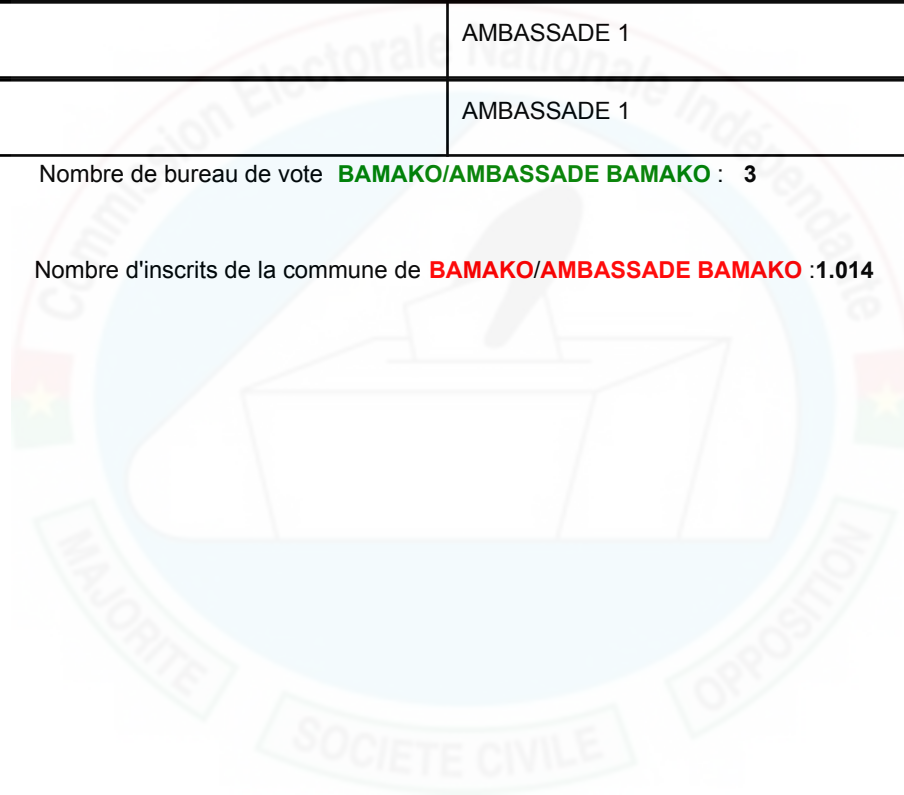 AMBASSADE 1
AMBASSADE 1
Nombre de bureau de vote BAMAKO/AMBASSADE BAMAKO : 3
Nombre d'inscrits de la commune de BAMAKO/AMBASSADE BAMAKO :1.014
Commission Electorale Nationale Indépendante
MAJORITE
SOCIETE CIVILE
OPPOSITION